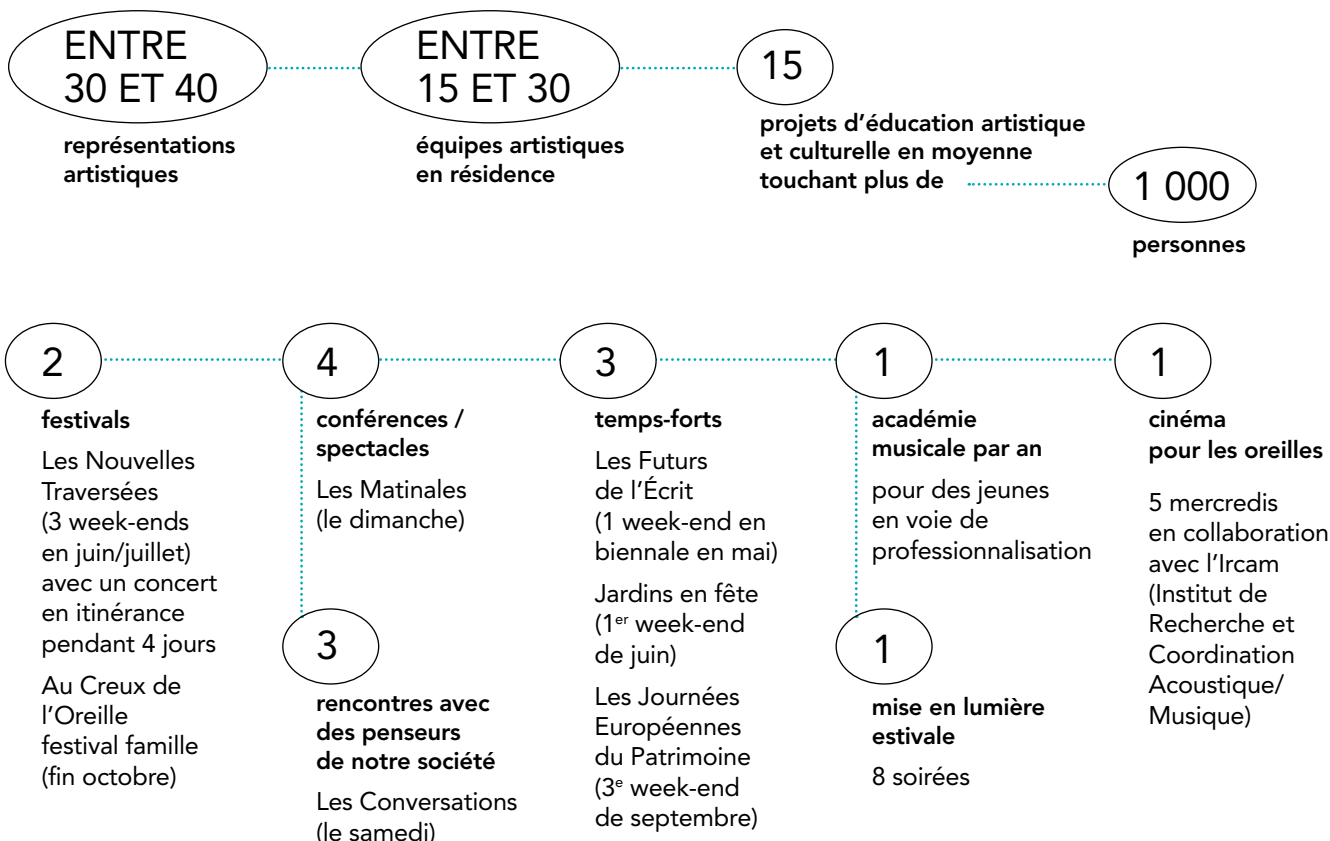 ENTRE
30 ET 40
représentations
artistiques
ENTRE
15 ET 30
équipes artistiques
en résidence
15
projets d'éducation artistique
et culturelle en moyenne
touchant plus de
1 000
personnes
2
festivals
Les Nouvelles
Traversées
(3 week-ends
en juin/juillet)
avec un concert
en itinérance
pendant 4 jours
Au Creux de
l'Oreille
festival famille
(fin octobre)
4
conférences /
spectacles
Les Matinales
(le dimanche)
3
rencontres avec
des penseurs
de notre société
Les Conversations
(le samedi)
3
temps-forts
Les Futurs
de l'Écrit
(1 week-end en
biennale en mai)
Jardins en fête
(1er week-end
de juin)
Les Journées
Européennes
du Patrimoine
(3e week-end
de septembre)
1
académie
musicale par an
pour des jeunes
en voie de
professionnalisation
1
mise en lumière
estivale
8 soirées
1
cinéma
pour les oreilles
5 mercredis
en collaboration
avec l'Ircam
(Institut de
Recherche et
Coordination
Acoustique/
Musique)